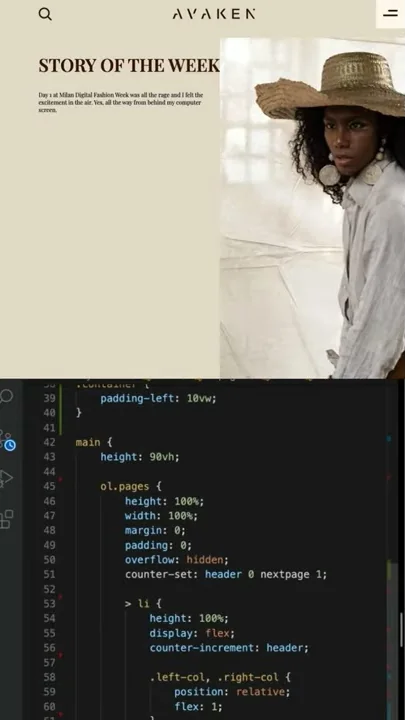 AVAKEN
STORY OF THE WEEK
Day 1 at Milan Digital Fashion Week was all the rage and I felt the
excitement in the air. Yes, all the way from behind my computer
screen.
38 .container {
39 padding-left: 10vw;
40 }
41
42 main {
43 height: 90vh;
44
45 ol.pages {
46 height: 100%;
47 width: 100%;
48 margin: 0;
49 padding: 0;
50 overflow: hidden;
51 counter-set: header 0 nextpage 1;
52
53 > li {
54 height: 100%;
55 display: flex;
56 counter-increment: header;
57
58 .left-col, .right-col {
59 position: relative;
60 flex: 1;
61 }